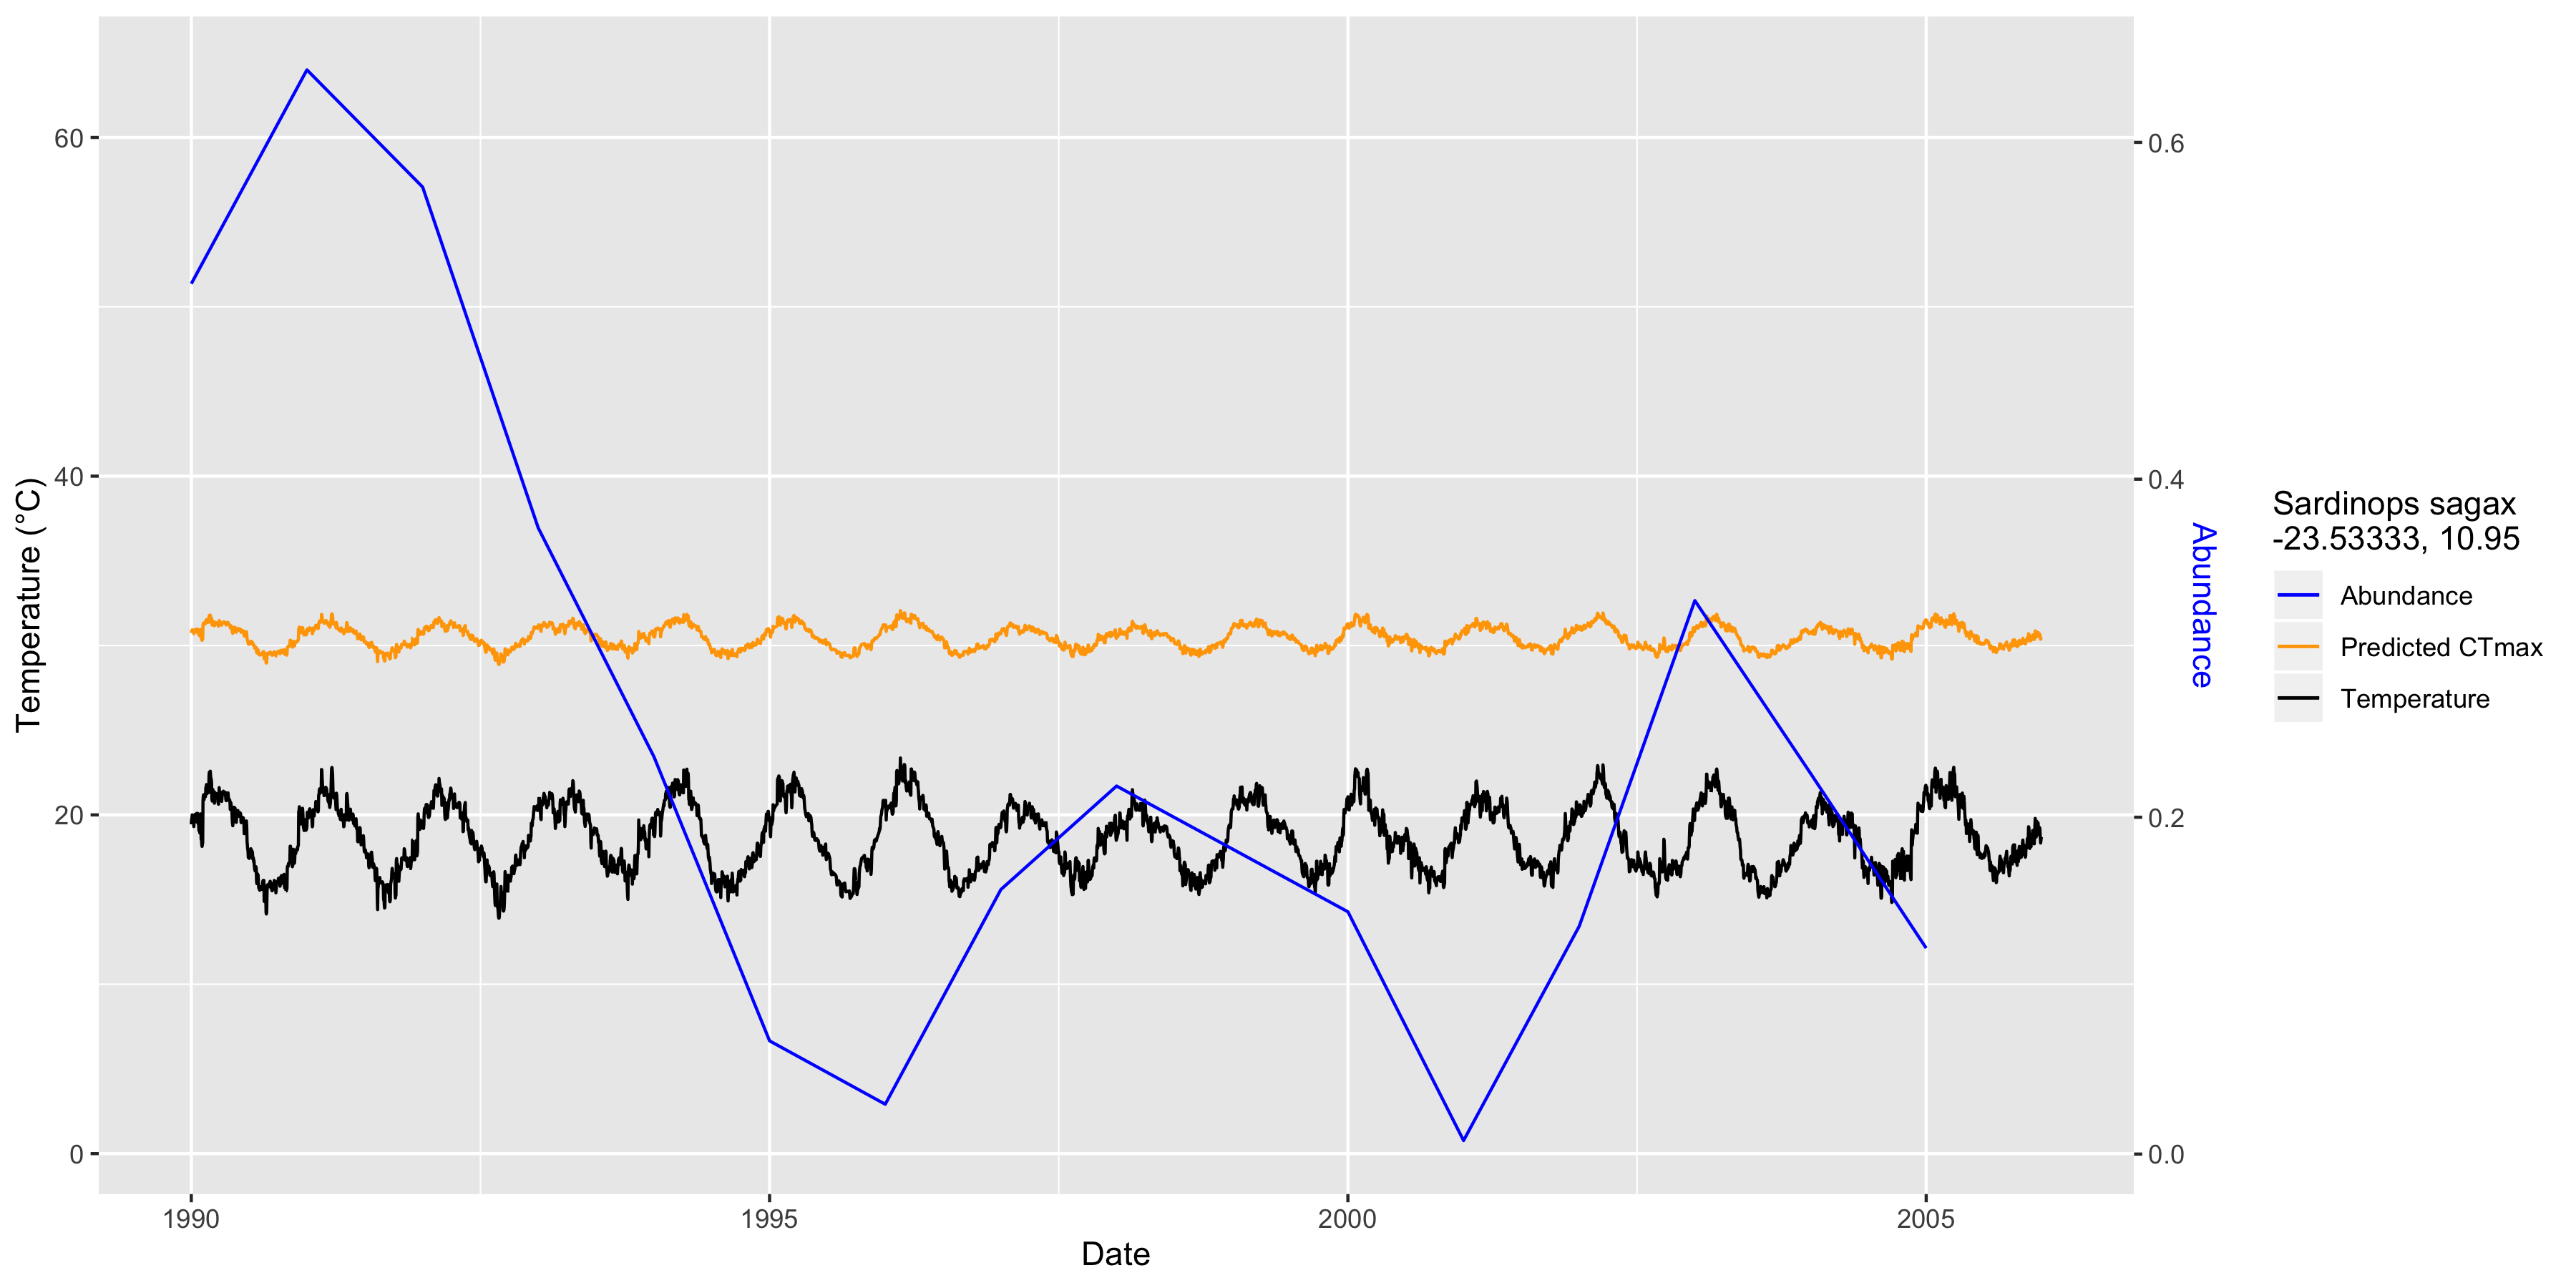 60
40
20
0
Temperature (°C)
1990
1995
2000
2005
Date
0.6
0.4
0.2
0.0
Abundance
Sardinops sagax
-23.53333, 10.95
Abundance
Predicted CTmax
Temperature